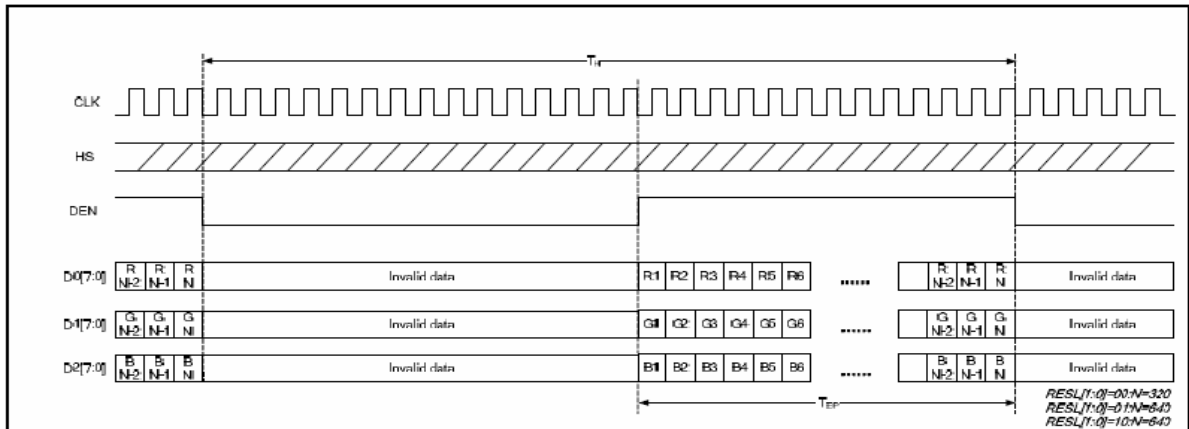 TH
CLK
HS
DEN
D0[7:0] R N-2 R N-1 R N Invalid data R1 R2 R3 R4 R5 R6 ...... R N-2 R N-1 R N Invalid data
D1[7:0] G N-2 G N-1 G N Invalid data G1 G2 G3 G4 G5 G6 ...... G N-2 G N-1 G N Invalid data
D2[7:0] B N-2 B N-1 B N Invalid data B1 B2 B3 B4 B5 B6 ...... B N-2 B N-1 B N Invalid data
TEP
RESL[1:0]=00:N=320
RESL[1:0]=01:N=640
RESL[1:0]=10:N=640